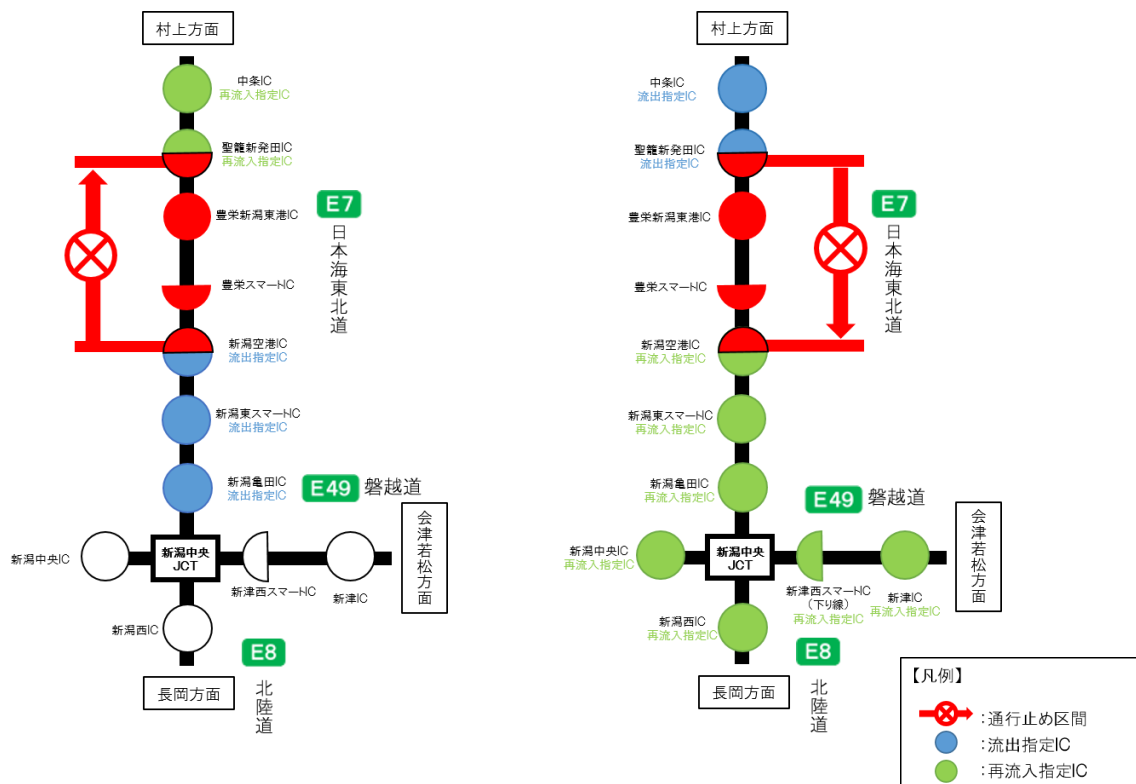 村上方面
中条IC
再流入指定IC
聖籠新発田IC
再流入指定IC
豊栄新潟東港IC
E7
日本海東北道
豊栄スマートIC
新潟空港IC
流出指定IC
新潟東スマートIC
流出指定IC
新潟亀田IC
流出指定IC
E49 磐越道
会津若松方面
新潟中央IC
新潟中央
JCT
新津西スマートIC
新津IC
新潟西IC
E8
北陸道
長岡方面
村上方面
中条IC
流出指定IC
聖籠新発田IC
流出指定IC
豊栄新潟東港IC
E7
日本海東北道
豊栄スマートIC
新潟空港IC
再流入指定IC
新潟東スマートIC
再流入指定IC
新潟亀田IC
再流入指定IC
E49 磐越道
会津若松方面
新潟中央IC
再流入指定IC
新潟中央
JCT
新津西スマートIC
(下り線)
再流入指定IC
新津IC
再流入指定IC
新潟西IC
再流入指定IC
E8
北陸道
長岡方面
【凡例】
:通行止め区間
:流出指定IC
:再流入指定IC